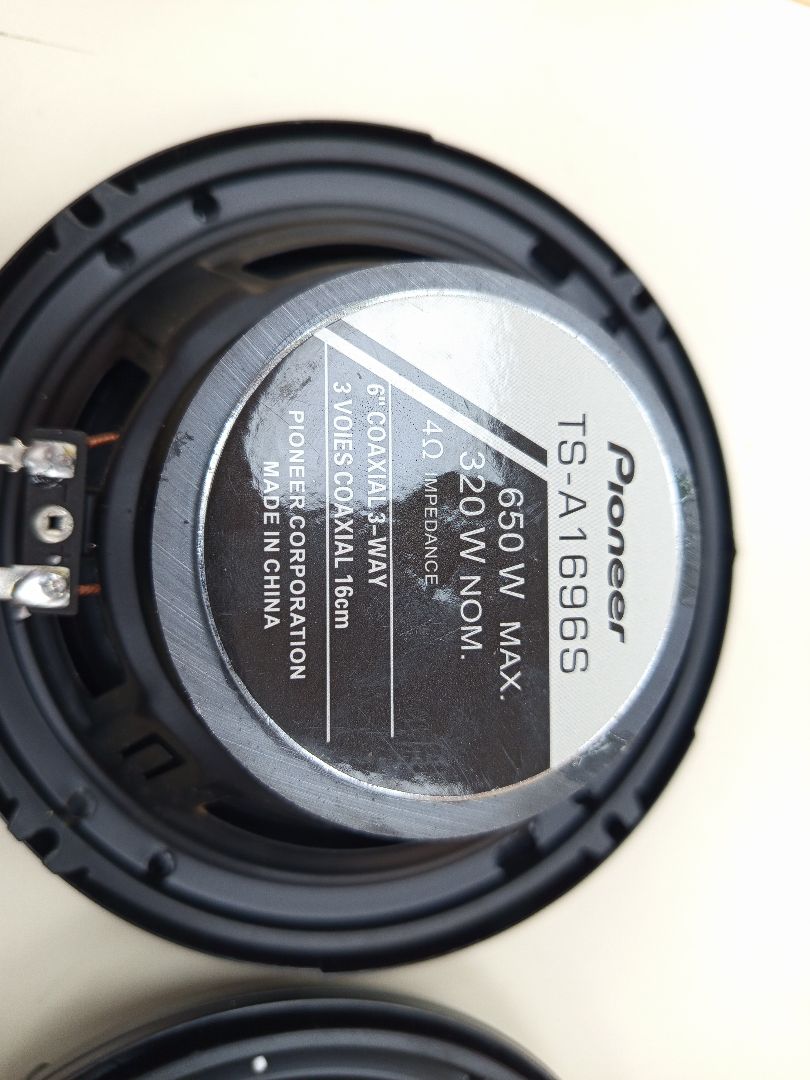 Pioneer
TS-A1696S
650 W MAX.
320 W NOM.
4Ω IMPEDANCE
6" COAXIAL 3-WAY
3 VOIES COAXIAL 16cm
PIONEER CORPORATION
MADE IN CHINA